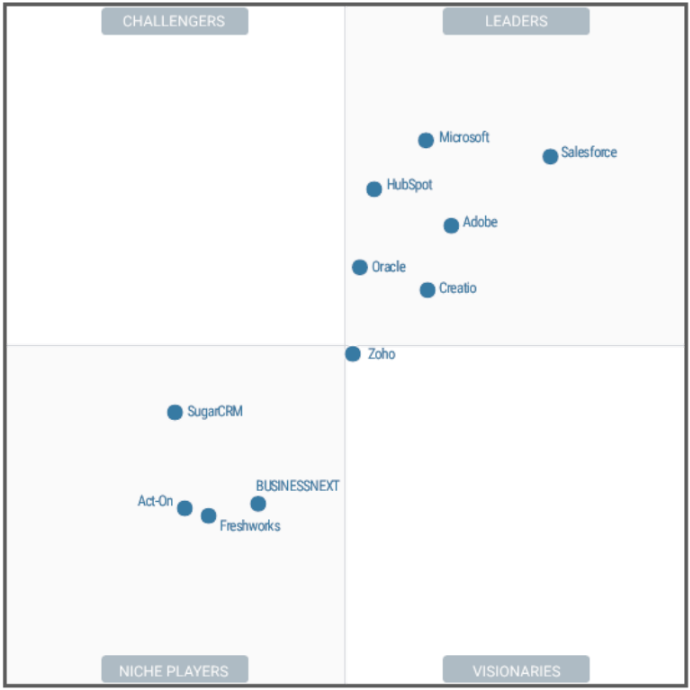 CHALLENGERS
LEADERS
Microsoft
Salesforce
HubSpot
Adobe
Oracle
Creatio
Zoho
SugarCRM
BUSINESSNEXT
Act-On
Freshworks
NICHE PLAYERS
VISIONARIES